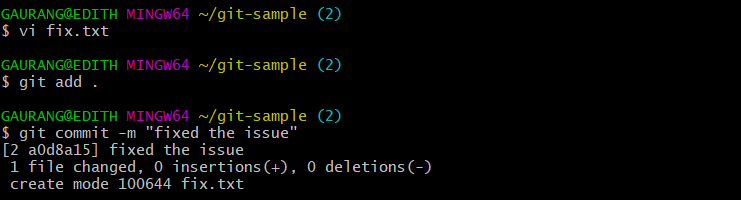 GAURANG@EDITH MINGW64 ~/git-sample (2)
$ vi fix.txt
GAURANG@EDITH MINGW64 ~/git-sample (2)
$ git add .
GAURANG@EDITH MINGW64 ~/git-sample (2)
$ git commit -m "fixed the issue"
[2 a0d8a15] fixed the issue
 1 file changed, 0 insertions(+), 0 deletions(-)
 create mode 100644 fix.txt